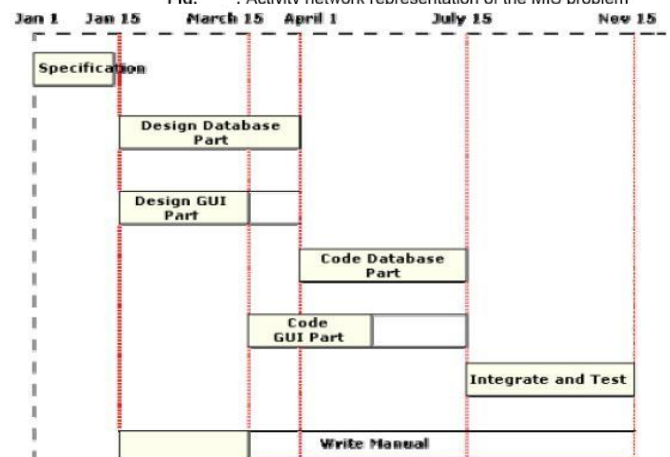 Fig. : Activity network representation of the MIS problem
Jan 1 Jan 15 March 15 April 1 July 15 Nov 15
Specification
Design Database
Part
Design GUI
Part
Code Database
Part
Code
GUI Part
Integrate and Test
Write Manual